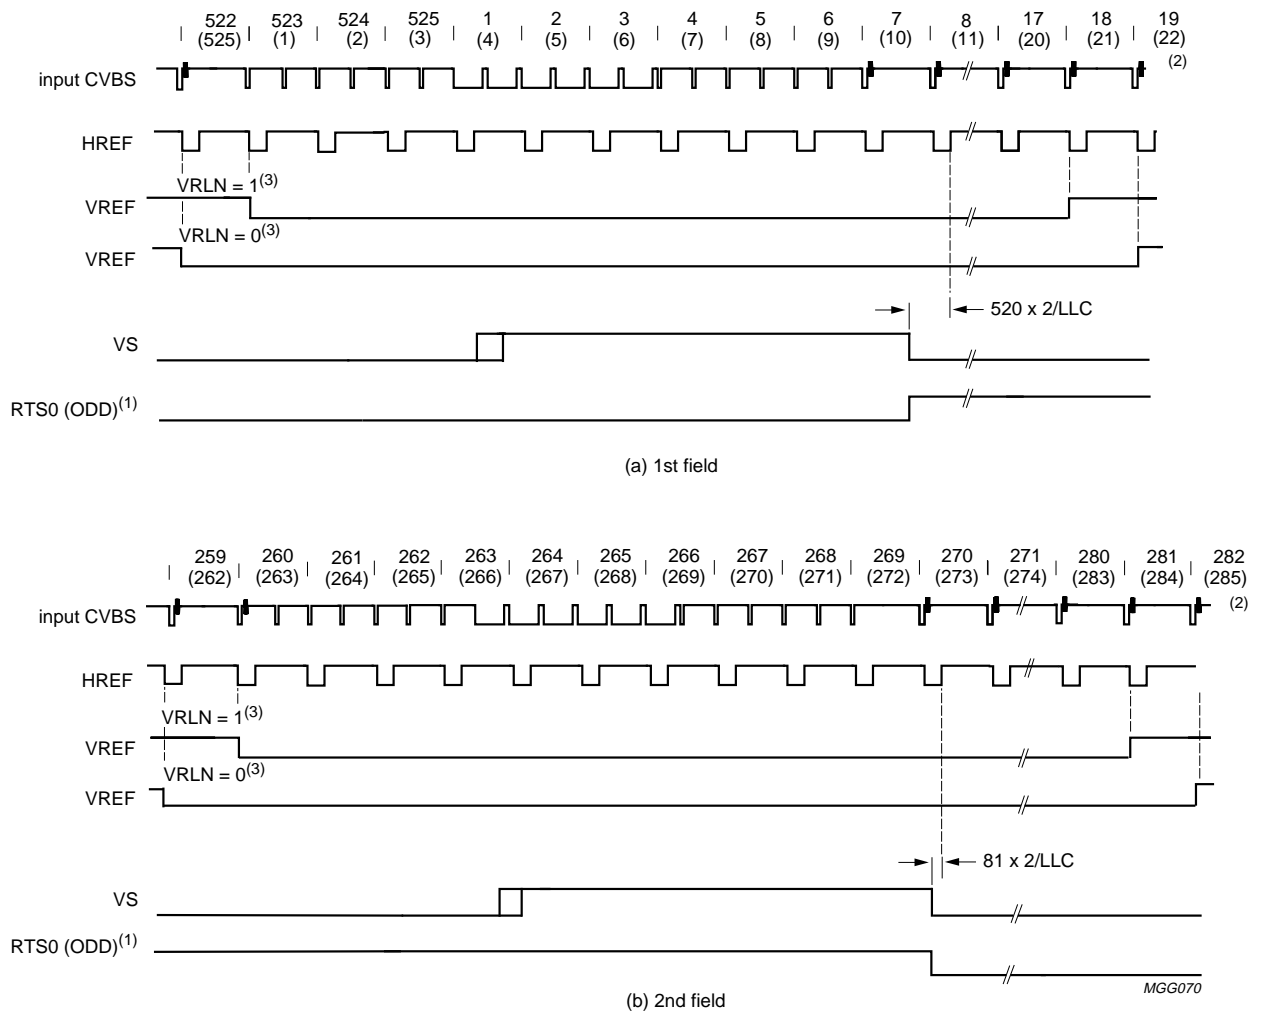 522 523 524 525 1 2 3 4 5 6 7 8 17 18 19
(525) (1) (2) (3) (4) (5) (6) (7) (8) (9) (10) (11) (20) (21) (22)
(2)
input CVBS
HREF
VRLN = 1(3)
VREF
VRLN = 0(3)
VREF
520 x 2/LLC
VS
RTS0 (ODD)(1)
(a) 1st field
259 260 261 262 263 264 265 266 267 268 269 270 271 280 281 282
(262) (263) (264) (265) (266) (267) (268) (269) (270) (271) (272) (273) (274) (283) (284) (285)
(2)
input CVBS
HREF
VRLN = 1(3)
VREF
VRLN = 0(3)
VREF
81 x 2/LLC
VS
RTS0 (ODD)(1)
MGG070
(b) 2nd field